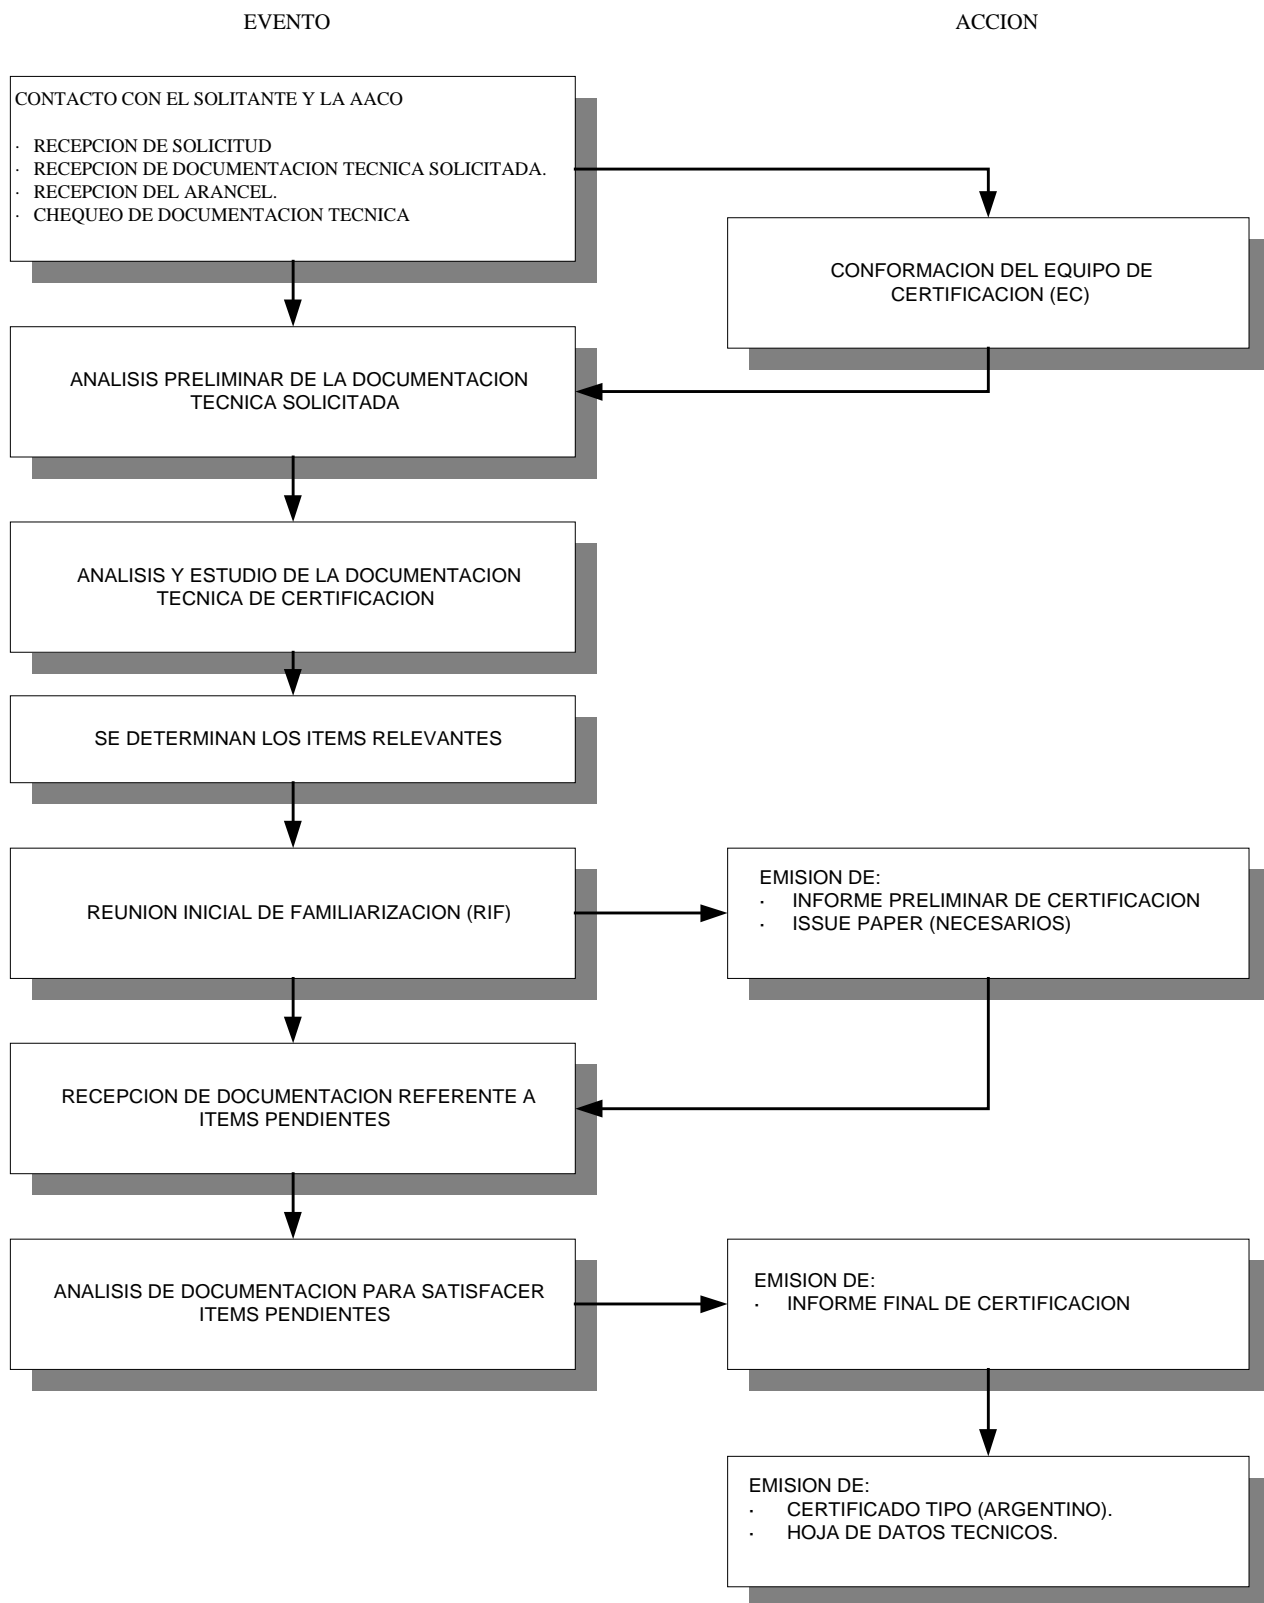 EVENTO
ACCION
CONTACTO CON EL SOLITANTE Y LA AACO
· RECEPCION DE SOLICITUD
· RECEPCION DE DOCUMENTACION TECNICA SOLICITADA.
· RECEPCION DEL ARANCEL.
· CHEQUEO DE DOCUMENTACION TECNICA
CONFORMACION DEL EQUIPO DE
CERTIFICACION (EC)
ANALISIS PRELIMINAR DE LA DOCUMENTACION
TECNICA SOLICITADA
ANALISIS Y ESTUDIO DE LA DOCUMENTACION
TECNICA DE CERTIFICACION
SE DETERMINAN LOS ITEMS RELEVANTES
REUNION INICIAL DE FAMILIARIZACION (RIF)
EMISION DE:
· INFORME PRELIMINAR DE CERTIFICACION
· ISSUE PAPER (NECESARIOS)
RECEPCION DE DOCUMENTACION REFERENTE A
ITEMS PENDIENTES
ANALISIS DE DOCUMENTACION PARA SATISFACER
ITEMS PENDIENTES
EMISION DE:
· INFORME FINAL DE CERTIFICACION
EMISION DE:
· CERTIFICADO TIPO (ARGENTINO).
· HOJA DE DATOS TECNICOS.